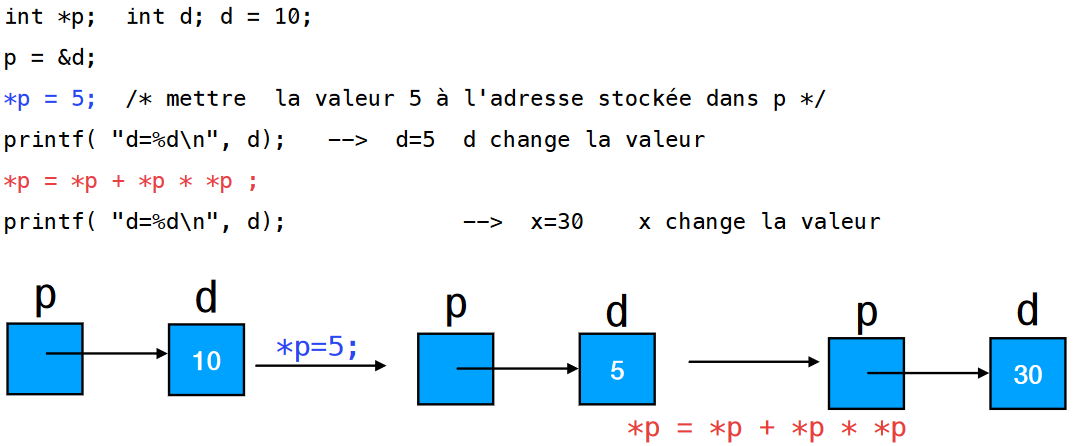 int *p;  int d; d = 10;
p = &d;
*p = 5;  /* mettre  la valeur 5 à l'adresse stockée dans p */
printf( "d=%d\n", d);   -->  d=5  d change la valeur
*p = *p + *p * *p ;
printf( "d=%d\n", d);             -->  x=30    x change la valeur
p d p d p d
10 *p=5; 5 30
*p = *p + *p * *p